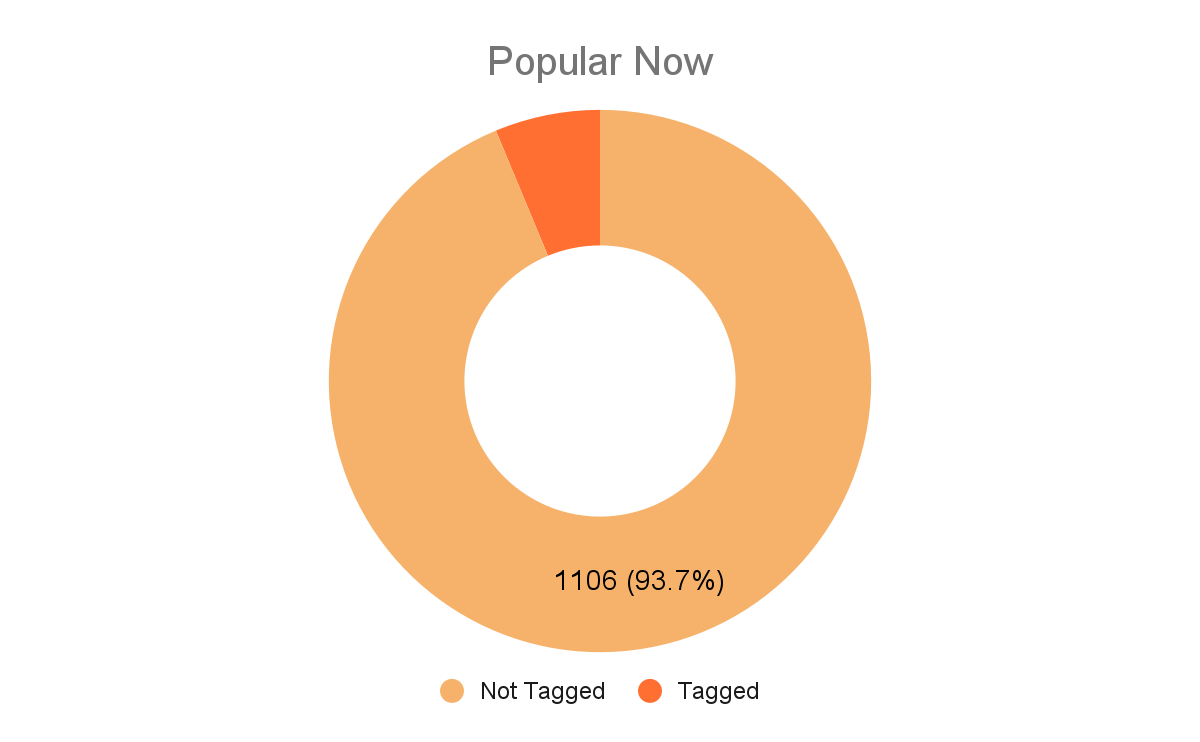 Popular Now
1106 (93.7%)
Not Tagged
Tagged